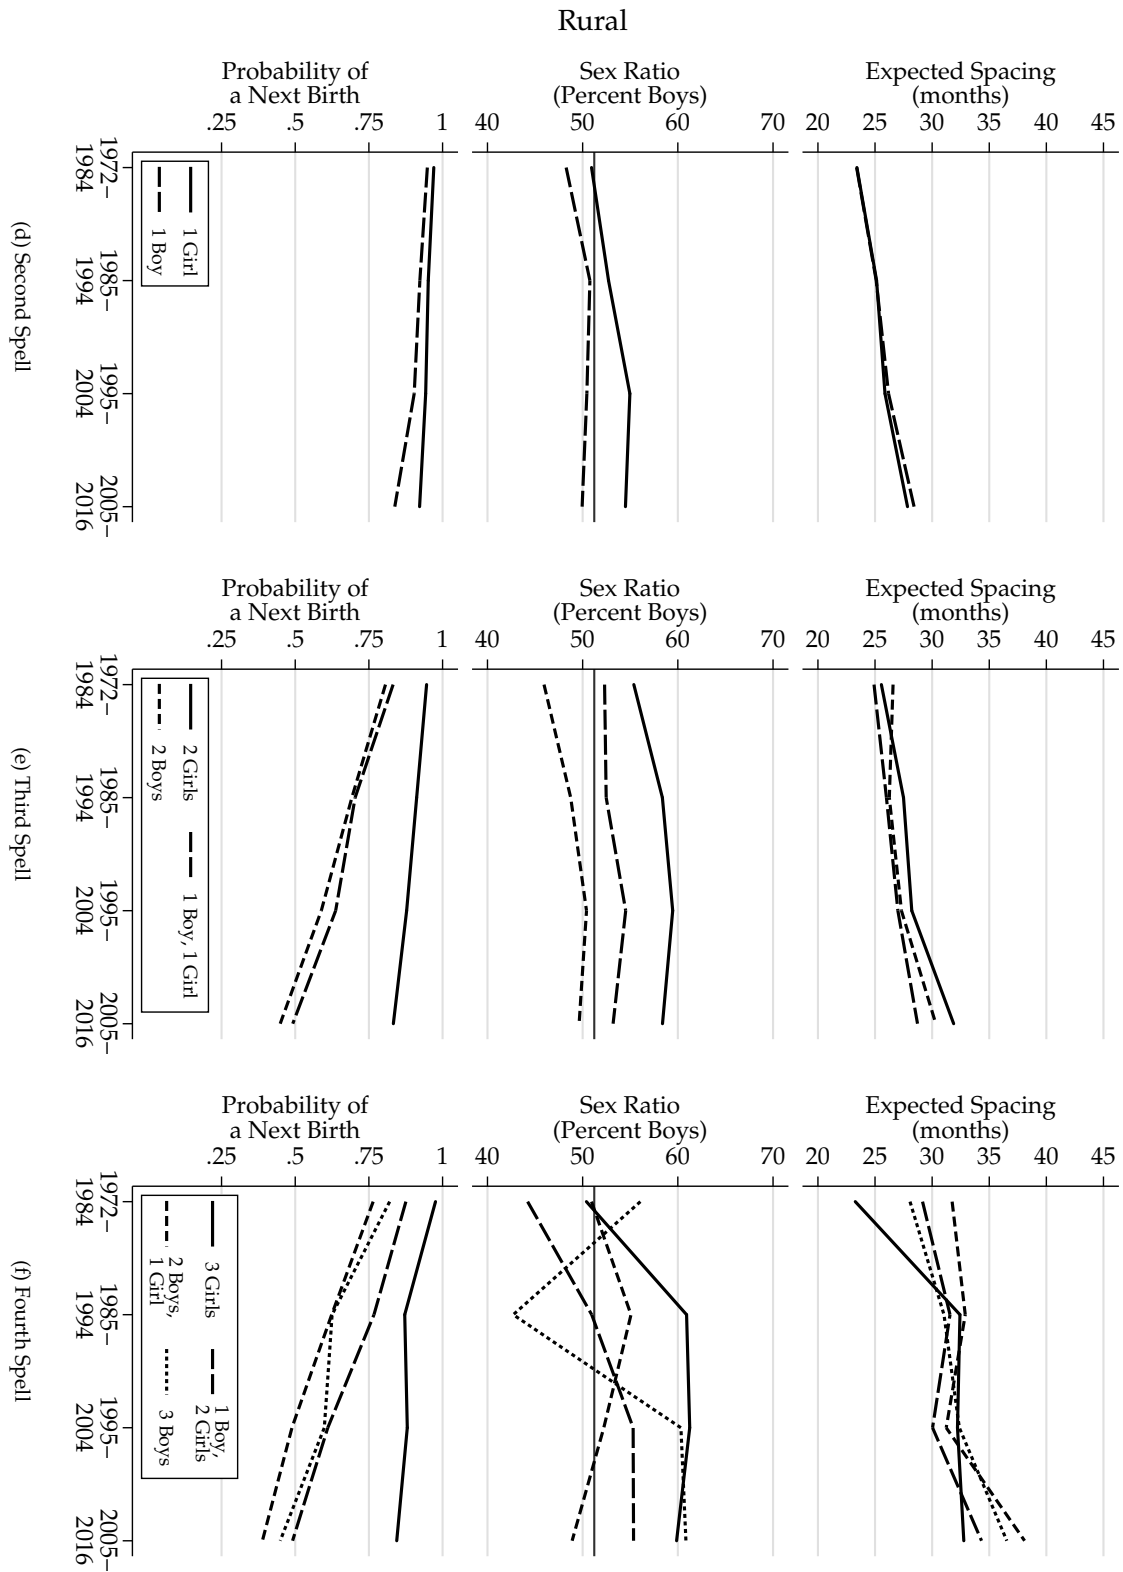 Rural
Probability of
a Next Birth
.25 .5 .75 1
Sex Ratio
(Percent Boys)
40 50 60 70
Expected Spacing
(months)
20 25 30 35 40 45
1972–
1984
1985–
1994
1995–
2004
2005–
2016
1 Girl
1 Boy
(d) Second Spell
Probability of
a Next Birth
.25 .5 .75 1
Sex Ratio
(Percent Boys)
40 50 60 70
Expected Spacing
(months)
20 25 30 35 40 45
1972–
1984
1985–
1994
1995–
2004
2005–
2016
2 Girls
1 Boy, 1 Girl
2 Boys
(e) Third Spell
Probability of
a Next Birth
.25 .5 .75 1
Sex Ratio
(Percent Boys)
40 50 60 70
Expected Spacing
(months)
20 25 30 35 40 45
1972–
1984
1985–
1994
1995–
2004
2005–
2016
3 Girls
1 Boy,
2 Girls
2 Boys,
1 Girl
3 Boys
(f) Fourth Spell